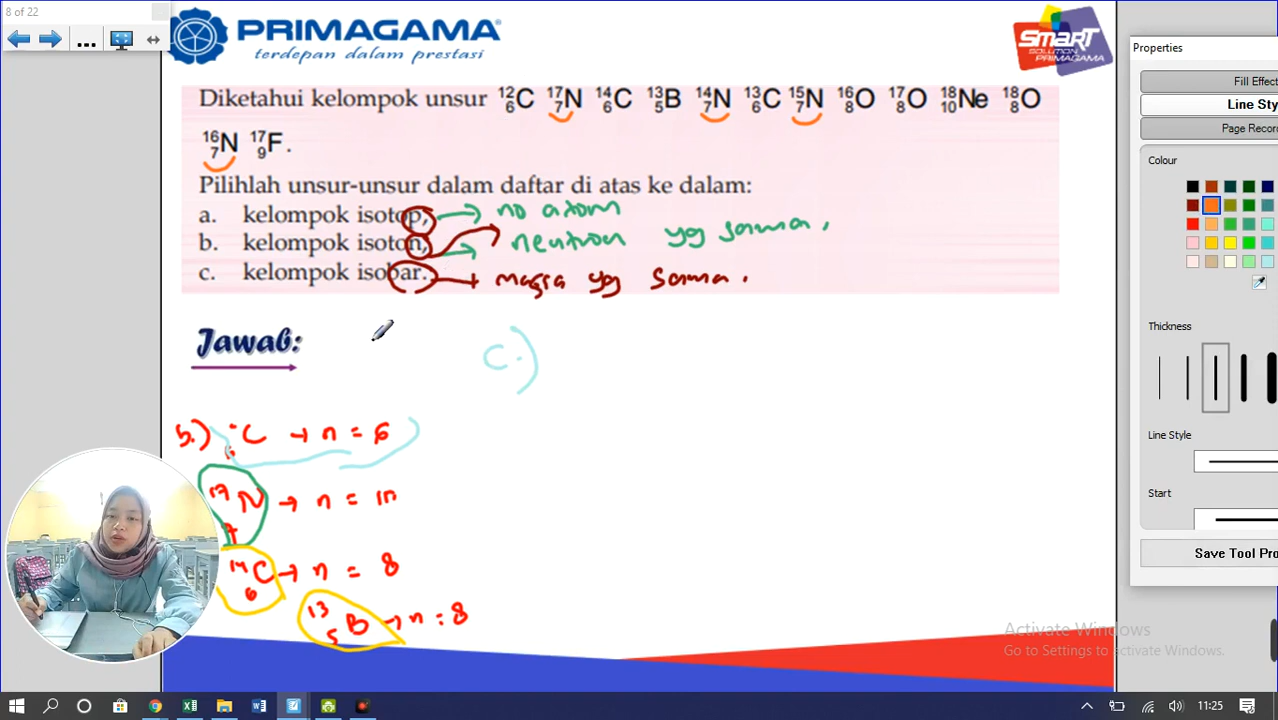 8 of 22
...
PRIMAGAMA
terdepan dalam prestasi
SMART
SOLUTION
PRIMAGAMA
Diketahui kelompok unsur ¹²₆C ¹⁷₇N ¹⁴₆C ¹³₅B ¹⁴₇N ¹³₆C ¹⁵₇N ¹⁶₈O ¹⁷₈O ¹⁸₁₀Ne ¹⁸₈O
¹⁶₇N ¹⁷₉F.
Pilihlah unsur-unsur dalam daftar di atas ke dalam:
a. kelompok isotop, → no atom
b. kelompok isoton, → neutron yg sama,
c. kelompok isobar. → massa yg sama.
Jawab:
c.)
b.) C → n = 6
¹⁷₇N → n = 10
¹⁴₆C → n = 8
¹³₅B → n = 8
Properties
Fill Effec
Line Sty
Page Reco
Colour
Thickness
Line Style
Start
Save Tool Pro
Activate Windows
Go to Settings to activate Windows.
11:25